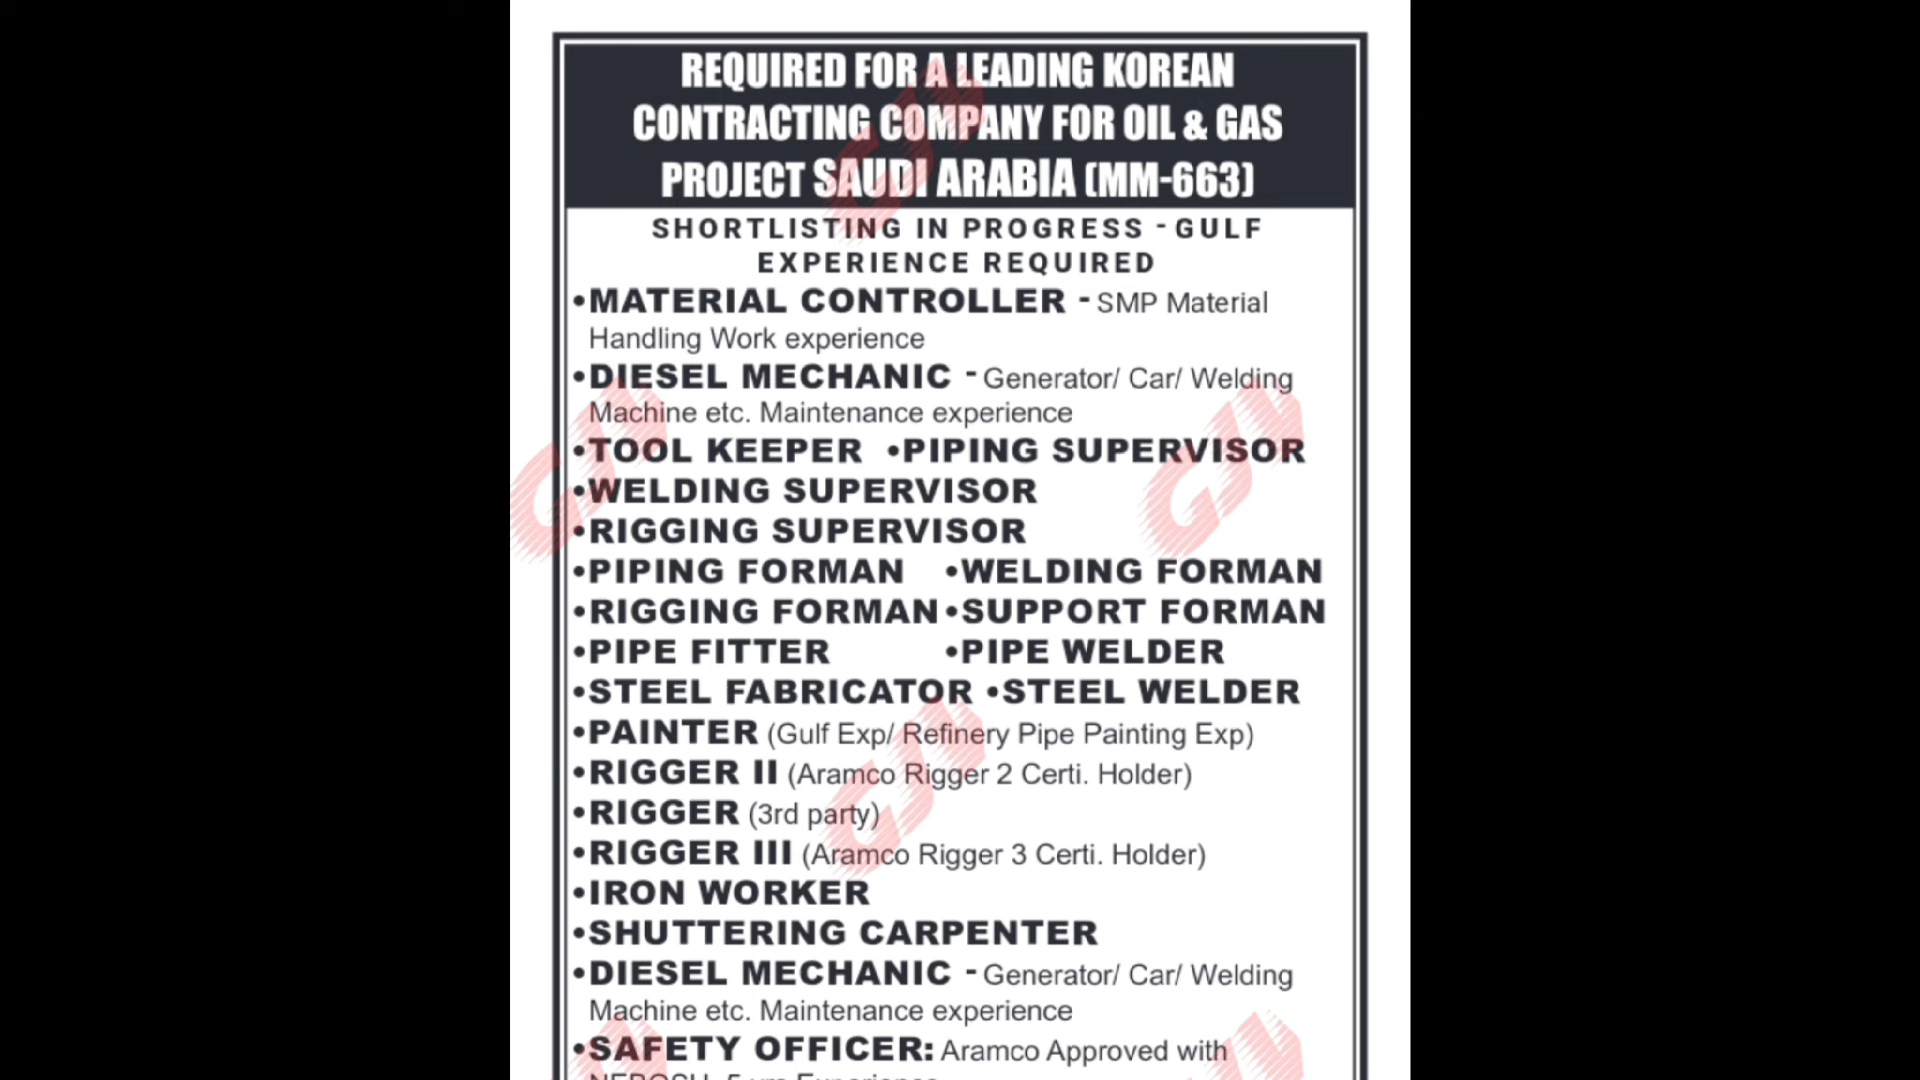 REQUIRED FOR A LEADING KOREAN
CONTRACTING COMPANY FOR OIL & GAS
PROJECT SAUDI ARABIA (MM-663)
SHORTLISTING IN PROGRESS - GULF
EXPERIENCE REQUIRED
•MATERIAL CONTROLLER - SMP Material
Handling Work experience
•DIESEL MECHANIC - Generator/ Car/ Welding
Machine etc. Maintenance experience
•TOOL KEEPER •PIPING SUPERVISOR
•WELDING SUPERVISOR
•RIGGING SUPERVISOR
•PIPING FORMAN •WELDING FORMAN
•RIGGING FORMAN •SUPPORT FORMAN
•PIPE FITTER •PIPE WELDER
•STEEL FABRICATOR •STEEL WELDER
•PAINTER (Gulf Exp/ Refinery Pipe Painting Exp)
•RIGGER II (Aramco Rigger 2 Certi. Holder)
•RIGGER (3rd party)
•RIGGER III (Aramco Rigger 3 Certi. Holder)
•IRON WORKER
•SHUTTERING CARPENTER
•DIESEL MECHANIC - Generator/ Car/ Welding
Machine etc. Maintenance experience
•SAFETY OFFICER: Aramco Approved with